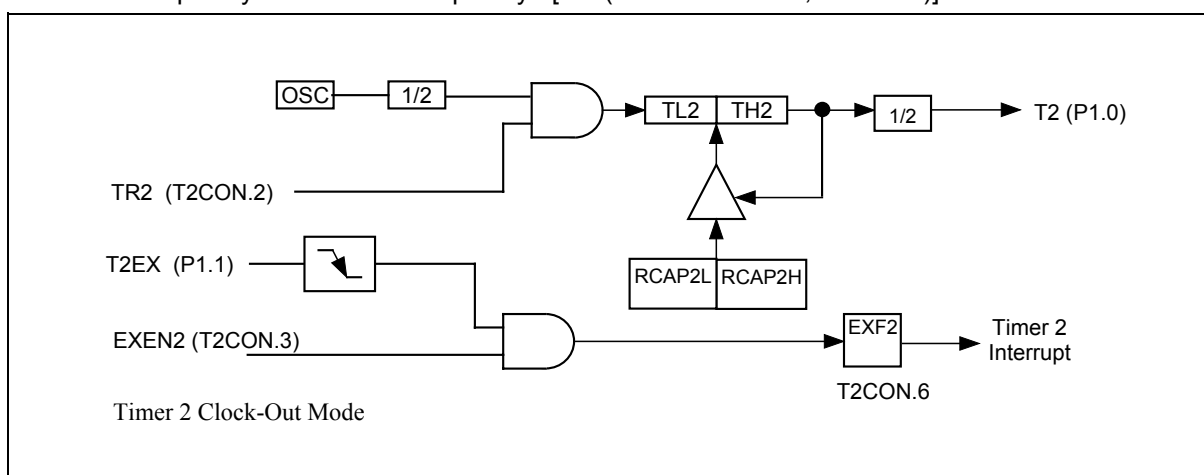 OSC 1/2 TL2 TH2 1/2 T2 (P1.0)
TR2 (T2CON.2)
T2EX (P1.1)
RCAP2L RCAP2H
EXEN2 (T2CON.3)
EXF2
Timer 2
Interrupt
T2CON.6
Timer 2 Clock-Out Mode